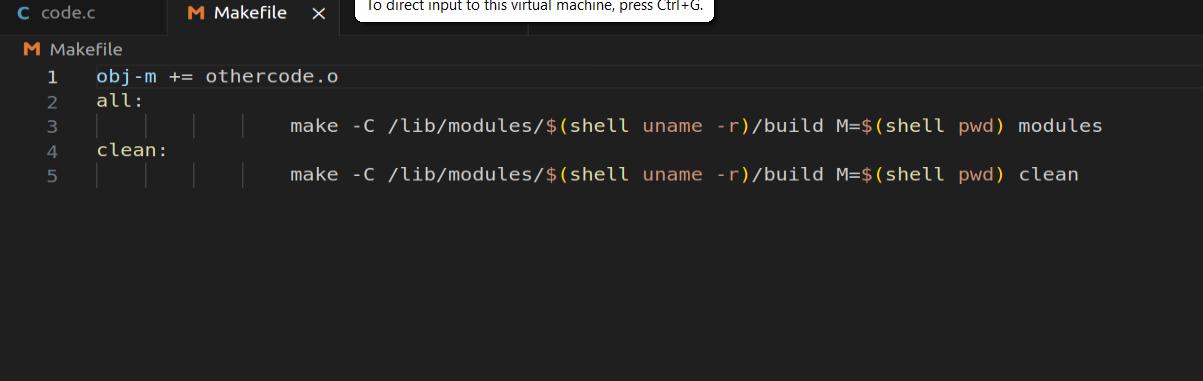 code.c
Makefile
To direct input to this virtual machine, press Ctrl+G.
Makefile
1 obj-m += othercode.o
2 all:
3 make -C /lib/modules/$(shell uname -r)/build M=$(shell pwd) modules
4 clean:
5 make -C /lib/modules/$(shell uname -r)/build M=$(shell pwd) clean